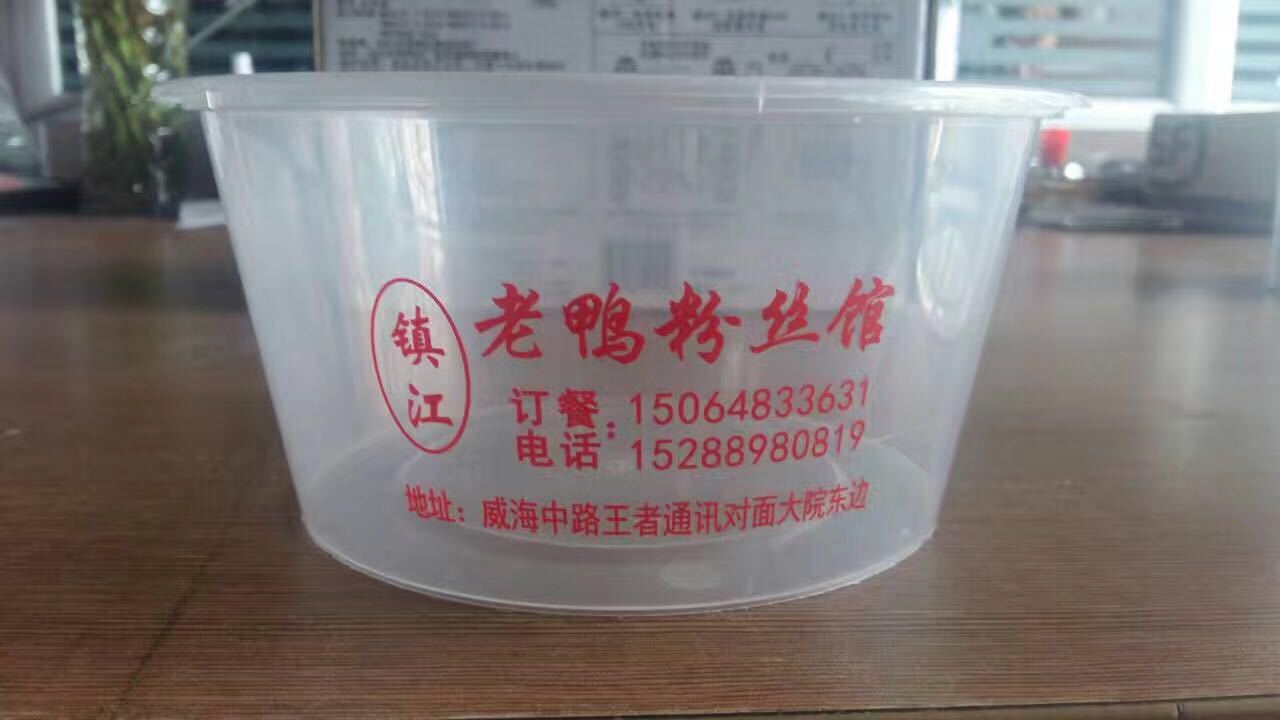 镇江
老鸭粉丝馆
订餐电话：15064833631
15288980819
地址：威海中路王者通讯对面大院东边